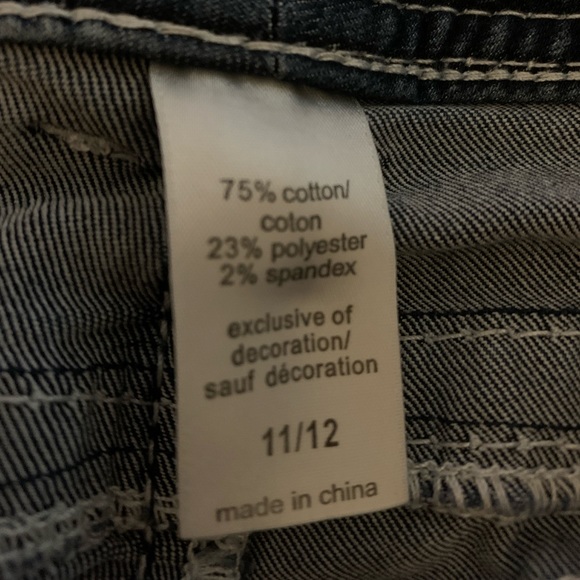 75% cotton/
coton
23% polyester
2% spandex
exclusive of
decoration/
sauf décoration
11/12
made in china